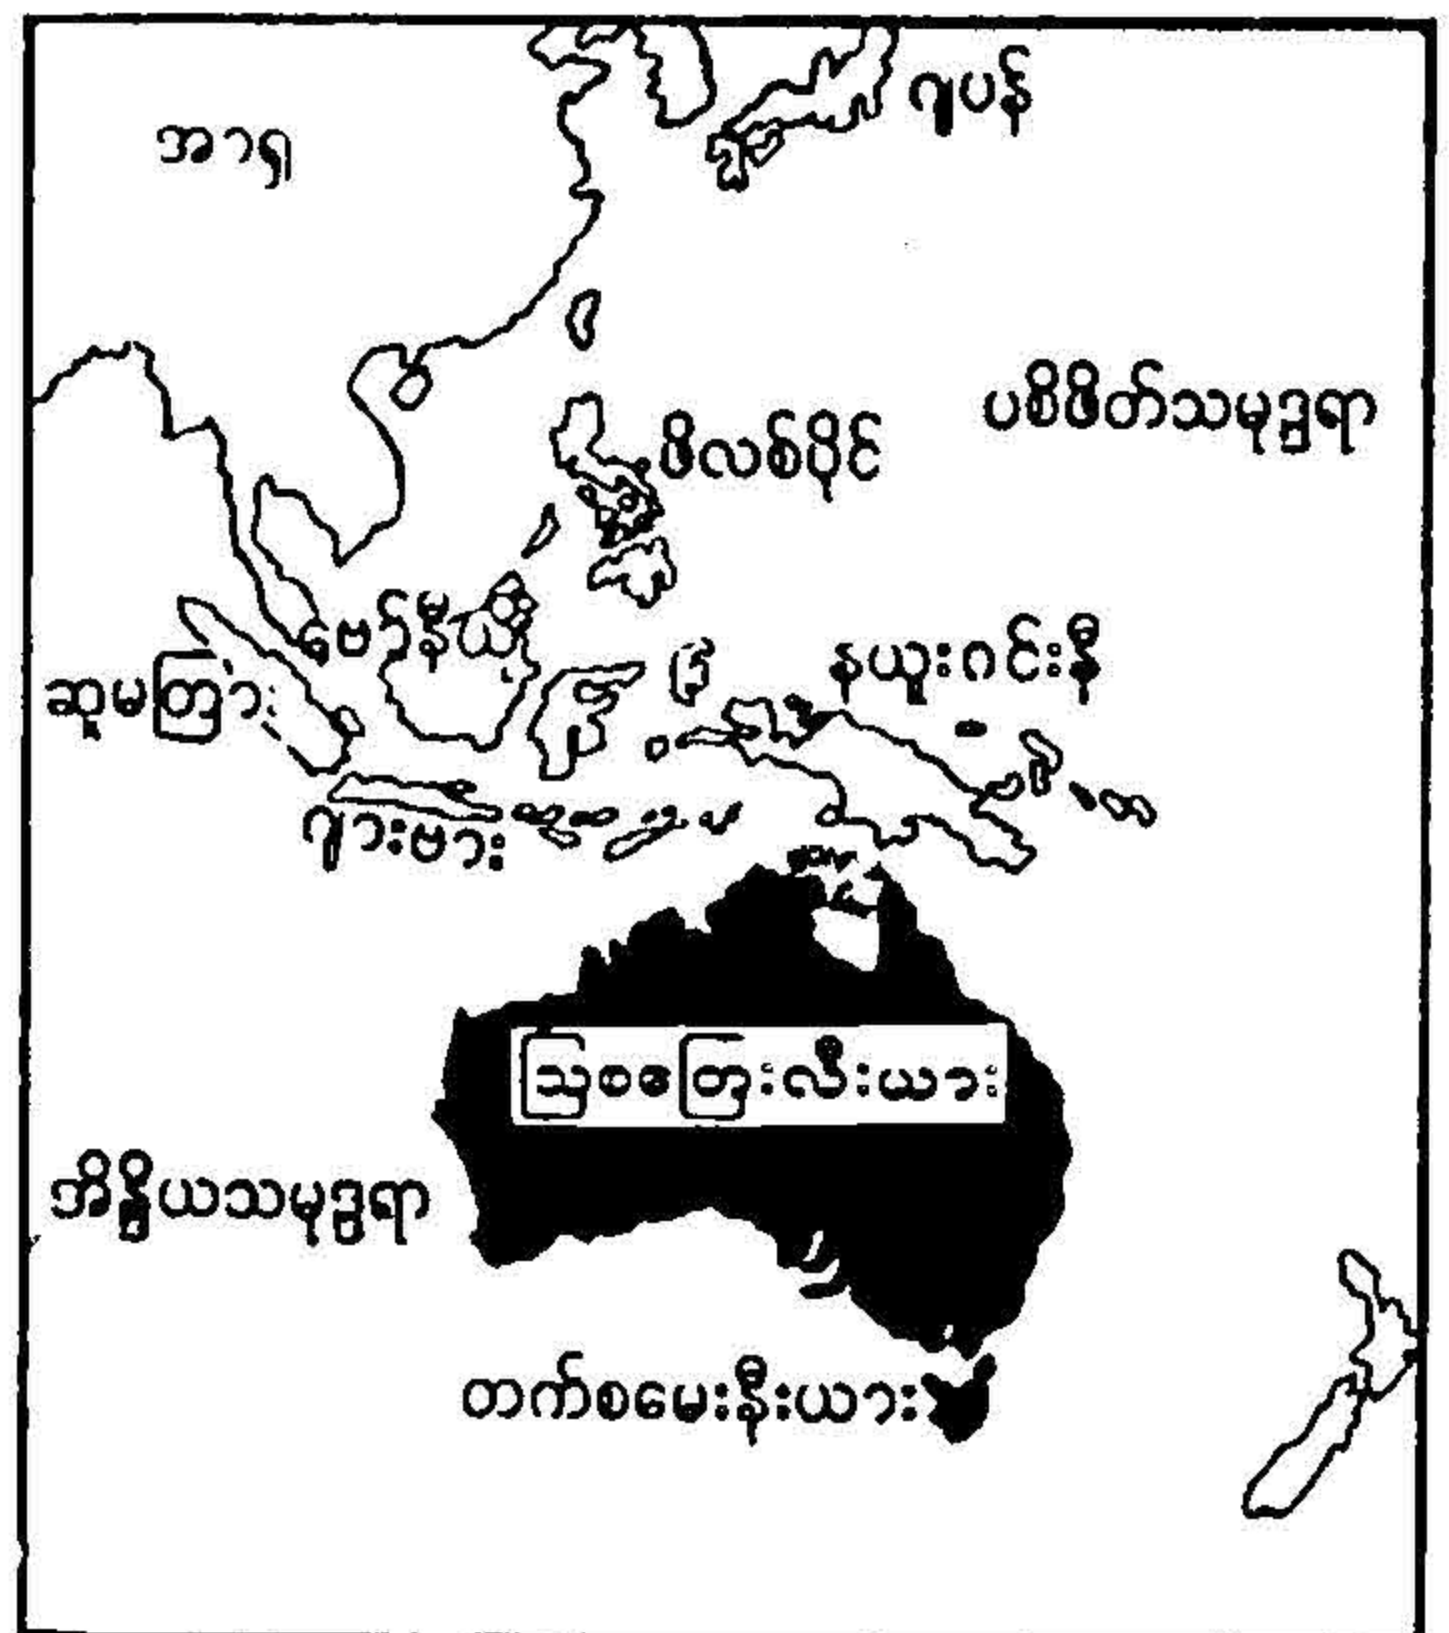 ဂျပန်
အာရှ
ပစိဖိတ်သမုဒ္ဒရာ
ဖိလစ်ပိုင်
ဗော်နီယို
နယူးဂင်းနီ
ဆူမတြား
ဂျားဗား
သြစတြေးလီးယား
အိန္ဒိယသမုဒ္ဒရာ
တက်စမေးနီးယား